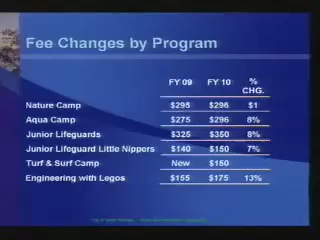 Fee Changes by Program
FY 09 FY 10 % CHG.
Nature Camp $295 $296 $1
Aqua Camp $275 $296 8%
Junior Lifeguards $325 $350 8%
Junior Lifeguard Little Nippers $140 $150 7%
Turf & Surf Camp New $150
Engineering with Legos $155 $175 13%